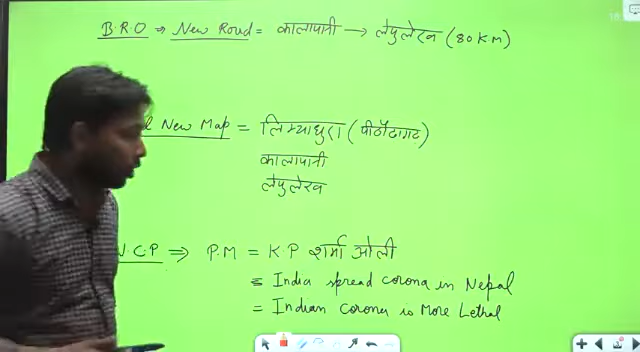 B.R.O ⇒ New Road = कालापानी → लेपुलेख (80 KM)
New Map = लिम्पयाधुरा (पीठौढागढ)
कालापानी
लेपुलेख
.C.P ⇒ P.M = K.P शर्मा ओली
= India spread corona in Nepal
= Indian corona is More Lethal